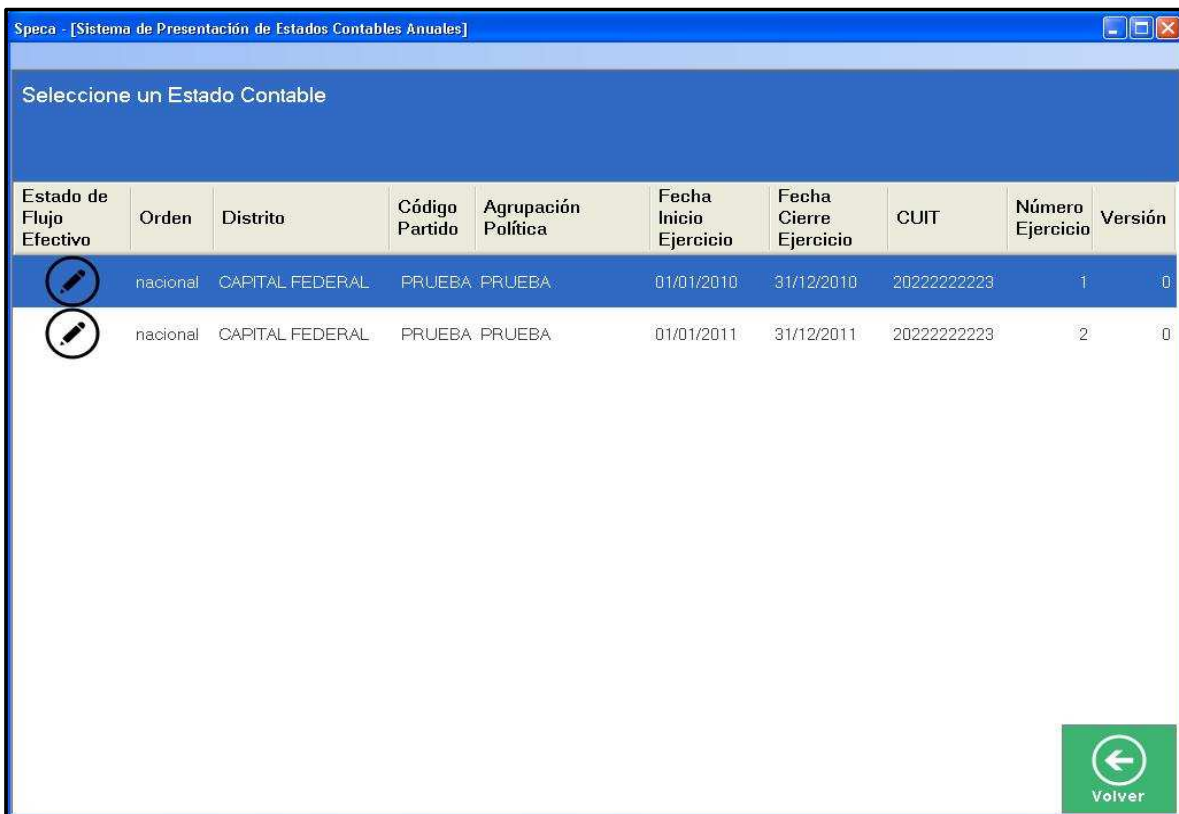 Speca - [Sistema de Presentación de Estados Contables Anuales]
Seleccione un Estado Contable
Estado de Flujo Efectivo Orden Distrito Código Partido Agrupación Política Fecha Inicio Ejercicio Fecha Cierre Ejercicio CUIT Número Ejercicio Versión
nacional CAPITAL FEDERAL PRUEBA PRUEBA 01/01/2010 31/12/2010 20222222223 1 0
nacional CAPITAL FEDERAL PRUEBA PRUEBA 01/01/2011 31/12/2011 20222222223 2 0
Volver